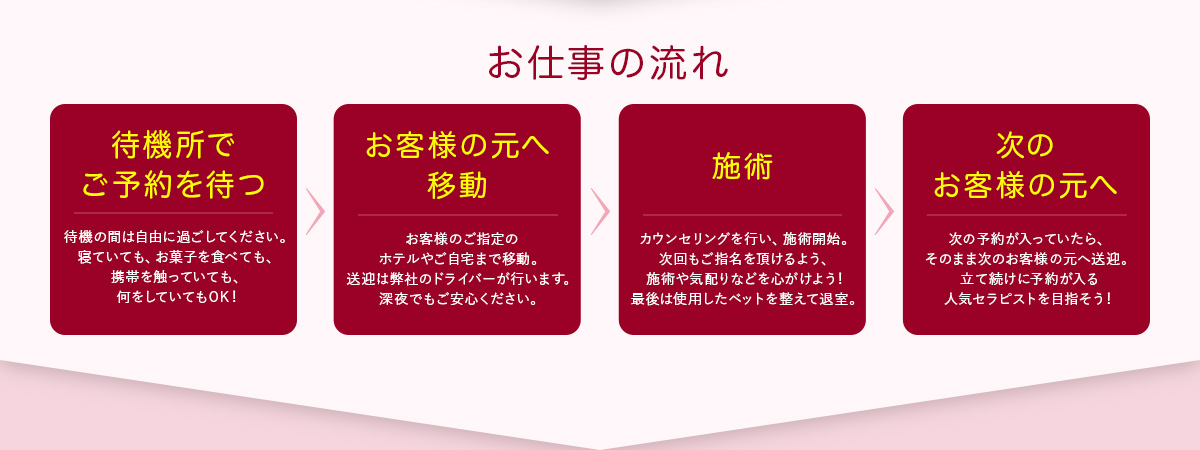 お仕事の流れ
待機所で
ご予約を待つ
待機の間は自由に過ごしてください。
寝ていても、お菓子を食べても、
携帯を触っていても、
何をしていてもOK！
お客様の元へ
移動
お客様のご指定の
ホテルやご自宅まで移動。
送迎は弊社のドライバーが行います。
深夜でもご安心ください。
施術
カウンセリングを行い、施術開始。
次回もご指名を頂けるよう、
施術や気配りなどを心がけよう！
最後は使用したベットを整えて退室。
次の
お客様の元へ
次の予約が入っていたら、
そのまま次のお客様の元へ送迎。
立て続けに予約が入る
人気セラピストを目指そう！